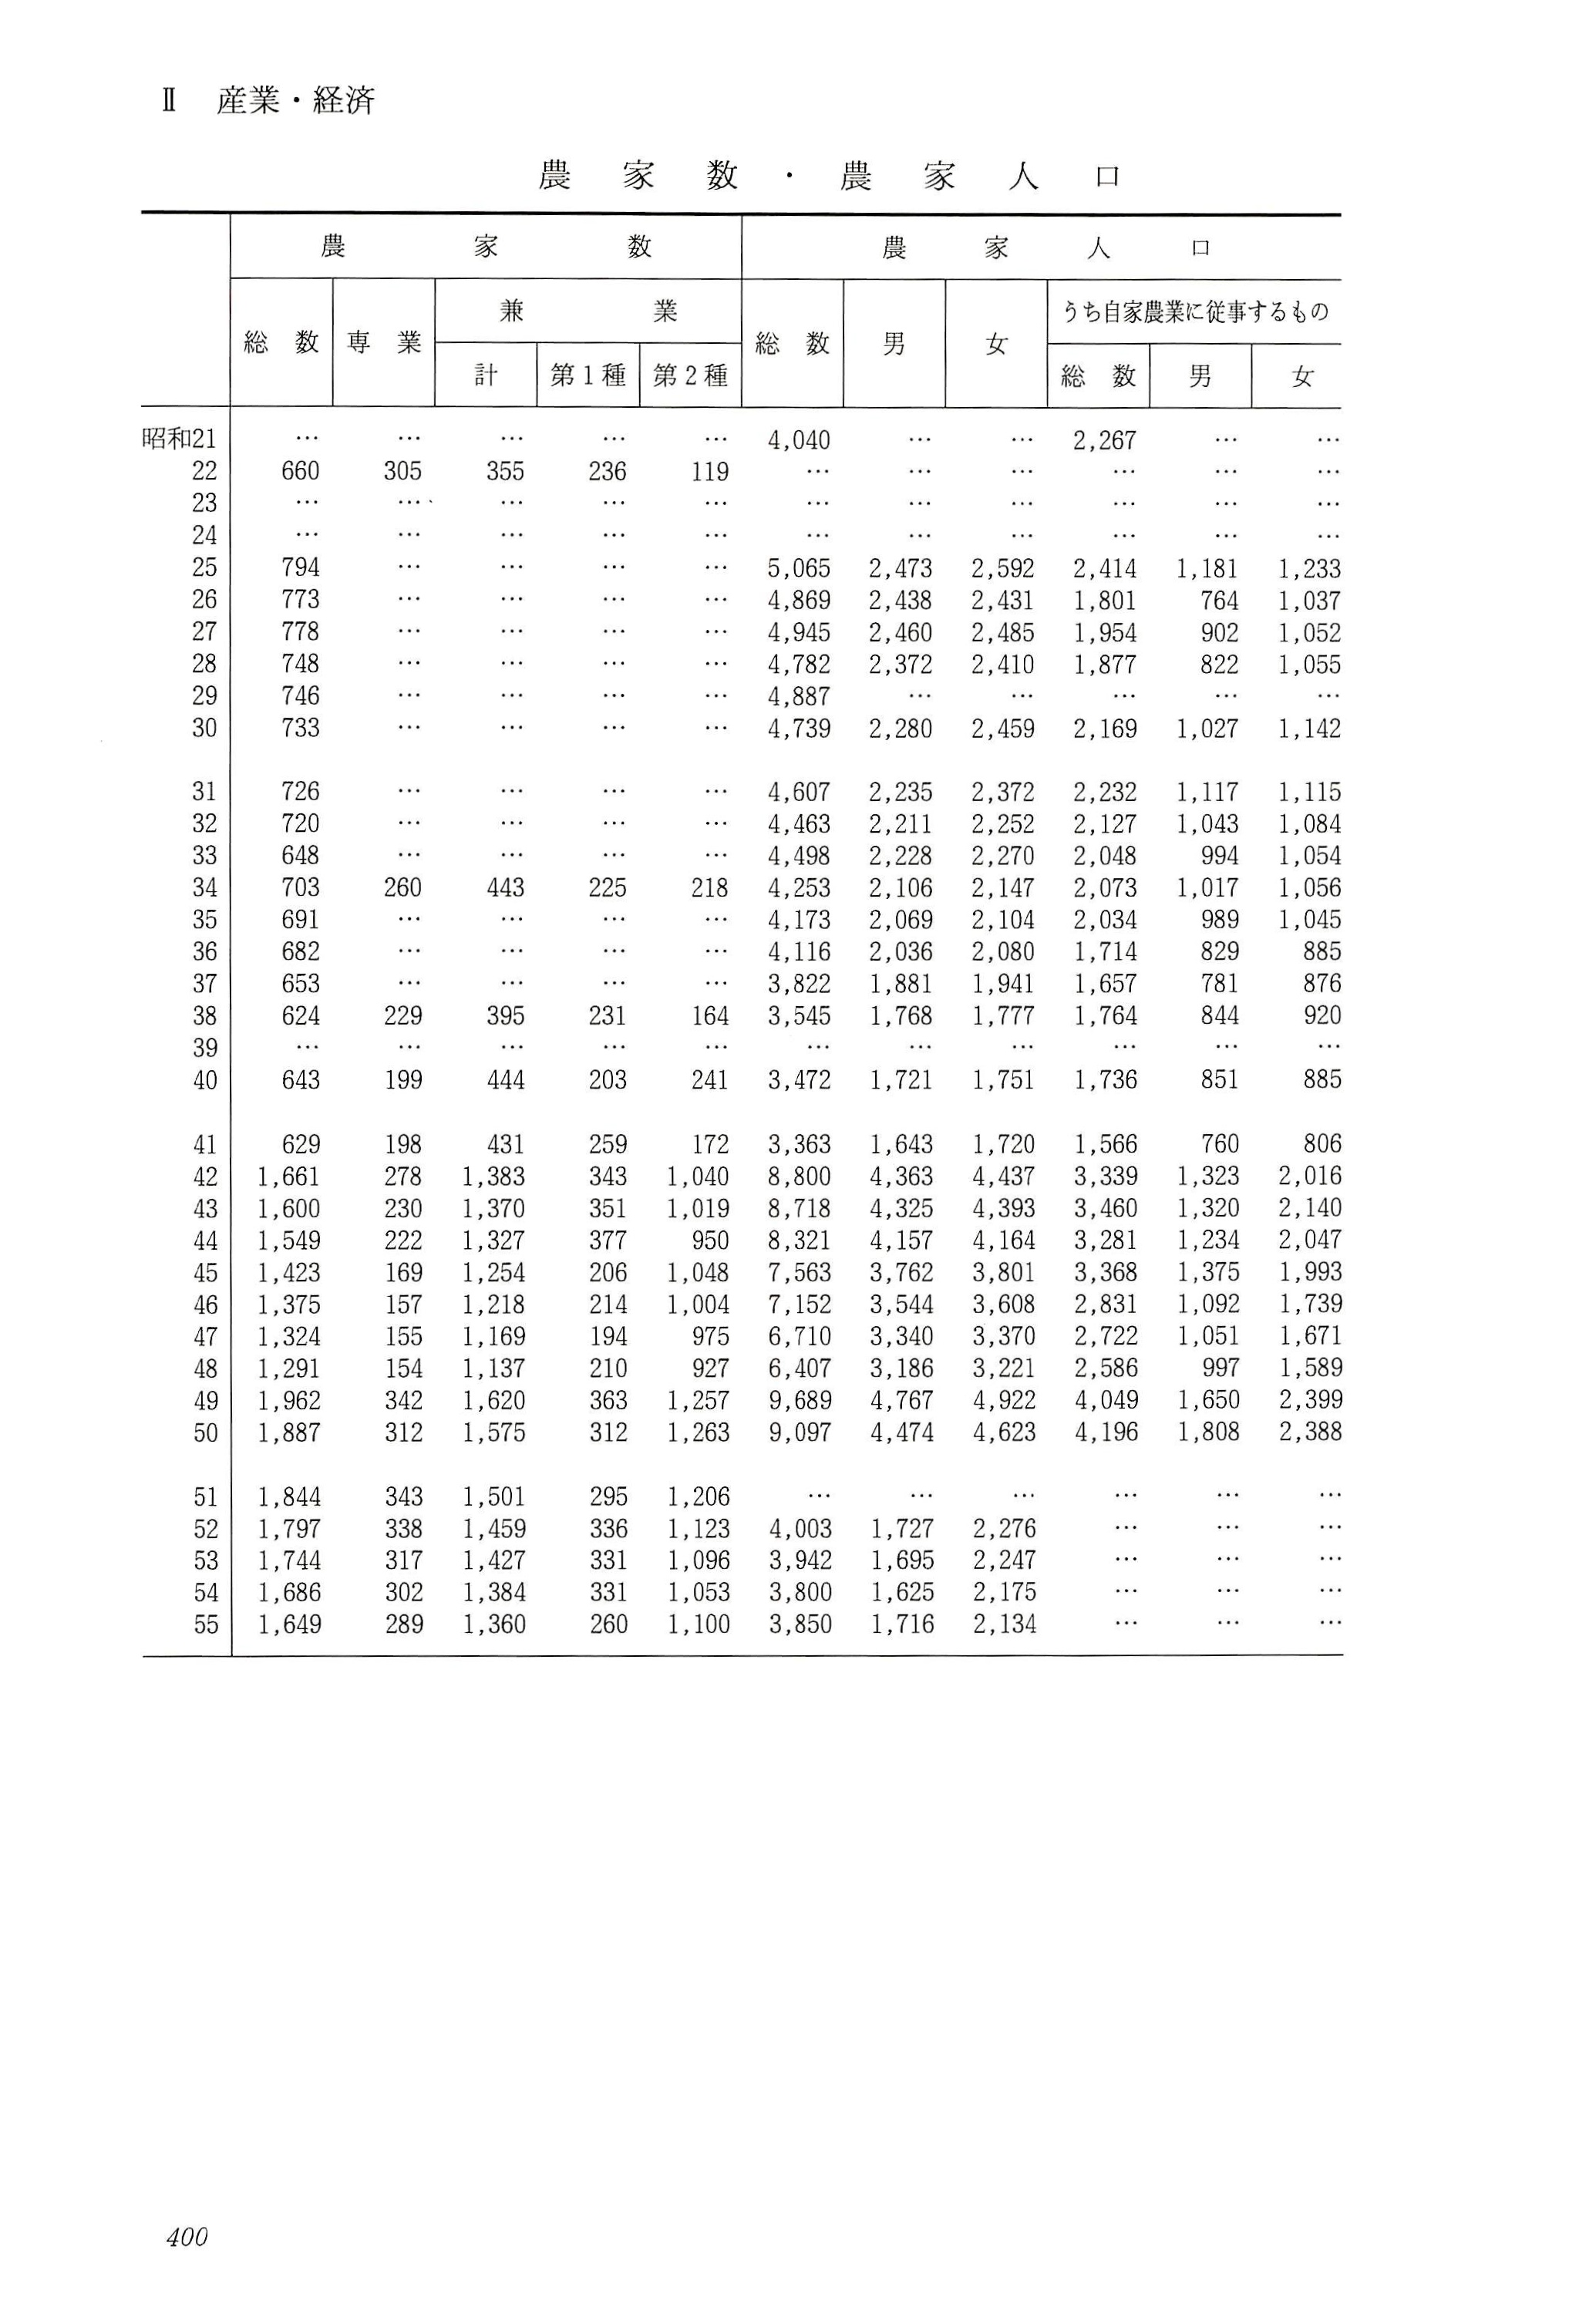 Ⅱ 産業・経済
農家数・農家人口
農家数 農家人口
兼業 うち自家農業に従事するもの
総数 専業 総数 男 女
計 第1種 第2種 総数 男 女
昭和21 … … … … … 4,040 … … 2,267 … …
22 660 305 355 236 119 … … … … … …
23 … … … … … … … … … … …
24 … … … … … … … … … … …
25 794 … … … … 5,065 2,473 2,592 2,414 1,181 1,233
26 773 … … … … 4,869 2,438 2,431 1,801 764 1,037
27 778 … … … … 4,945 2,460 2,485 1,954 902 1,052
28 748 … … … … 4,782 2,372 2,410 1,877 822 1,055
29 746 … … … … 4,887 … … … … …
30 733 … … … … 4,739 2,280 2,459 2,169 1,027 1,142
31 726 … … … … 4,607 2,235 2,372 2,232 1,117 1,115
32 720 … … … … 4,463 2,211 2,252 2,127 1,043 1,084
33 648 … … … … 4,498 2,228 2,270 2,048 994 1,054
34 703 260 443 225 218 4,253 2,106 2,147 2,073 1,017 1,056
35 691 … … … … 4,173 2,069 2,104 2,034 989 1,045
36 682 … … … … 4,116 2,036 2,080 1,714 829 885
37 653 … … … … 3,822 1,881 1,941 1,657 781 876
38 624 229 395 231 164 3,545 1,768 1,777 1,764 844 920
39 … … … … … … … … … … …
40 643 199 444 203 241 3,472 1,721 1,751 1,736 851 885
41 629 198 431 259 172 3,363 1,643 1,720 1,566 760 806
42 1,661 278 1,383 343 1,040 8,800 4,363 4,437 3,339 1,323 2,016
43 1,600 230 1,370 351 1,019 8,718 4,325 4,393 3,460 1,320 2,140
44 1,549 222 1,327 377 950 8,321 4,157 4,164 3,281 1,234 2,047
45 1,423 169 1,254 206 1,048 7,563 3,762 3,801 3,368 1,375 1,993
46 1,375 157 1,218 214 1,004 7,152 3,544 3,608 2,831 1,092 1,739
47 1,324 155 1,169 194 975 6,710 3,340 3,370 2,722 1,051 1,671
48 1,291 154 1,137 210 927 6,407 3,186 3,221 2,586 997 1,589
49 1,962 342 1,620 363 1,257 9,689 4,767 4,922 4,049 1,650 2,399
50 1,887 312 1,575 312 1,263 9,097 4,474 4,623 4,196 1,808 2,388
51 1,844 343 1,501 295 1,206 … … … … … …
52 1,797 338 1,459 336 1,123 4,003 1,727 2,276 … … …
53 1,744 317 1,427 331 1,096 3,942 1,695 2,247 … … …
54 1,686 302 1,384 331 1,053 3,800 1,625 2,175 … … …
55 1,649 289 1,360 260 1,100 3,850 1,716 2,134 … … …
400